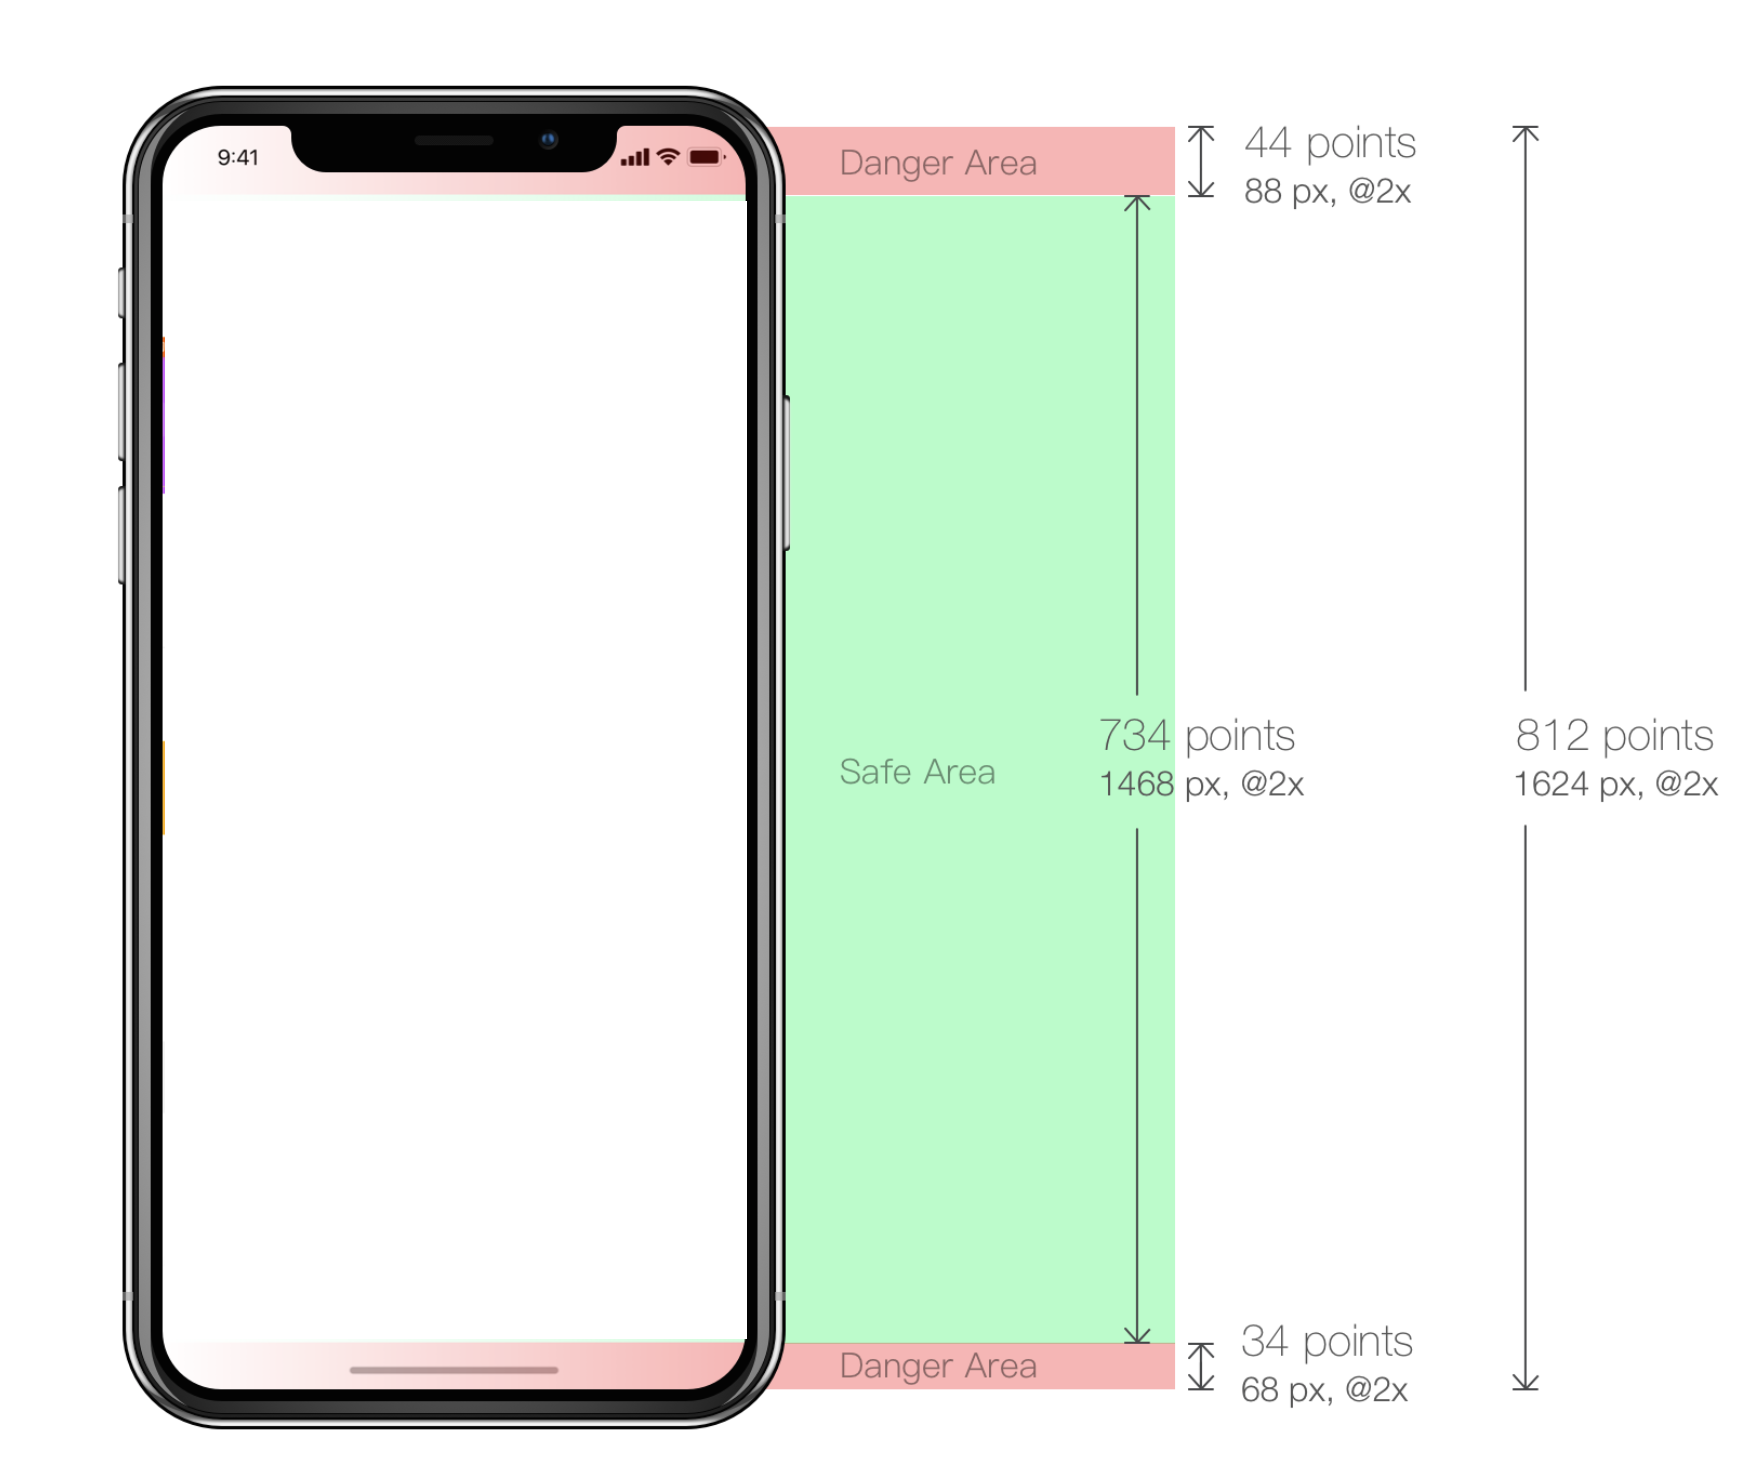 9:41
Danger Area
44 points
88 px, @2x
Safe Area
734 points
1468 px, @2x
812 points
1624 px, @2x
Danger Area
34 points
68 px, @2x